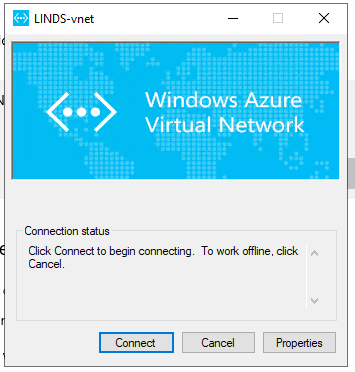 LINDS-vnet
Windows Azure
Virtual Network
Connection status
Click Connect to begin connecting.  To work offline, click
Cancel.
Connect
Cancel
Properties